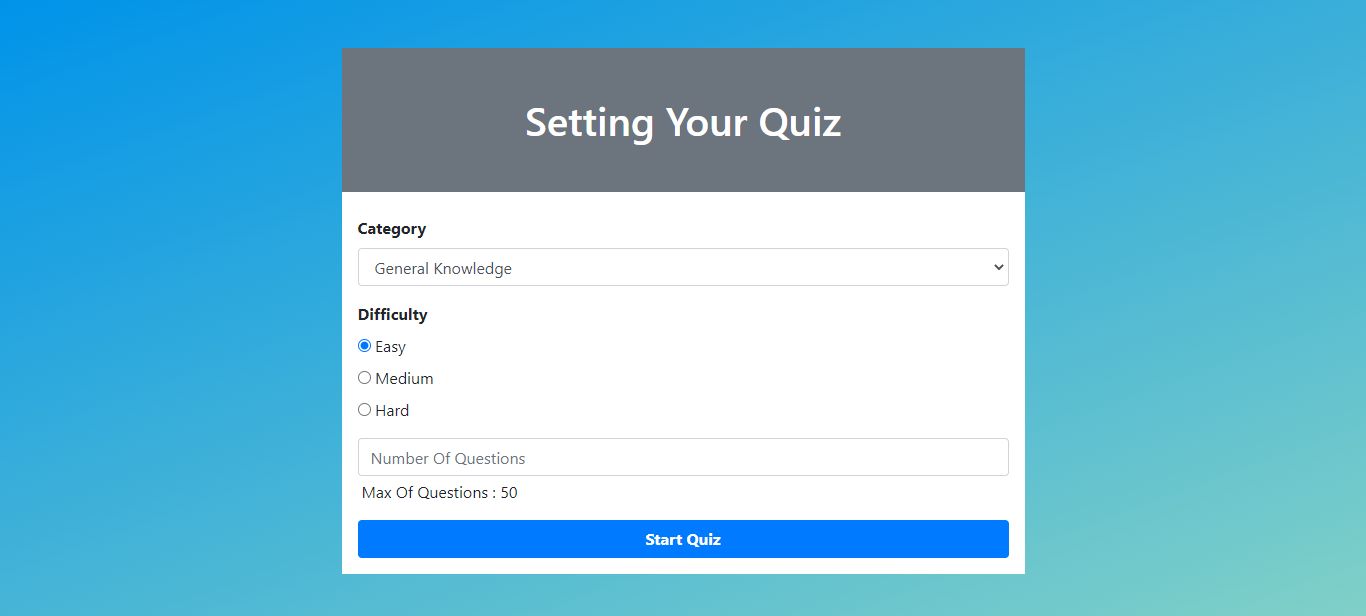 Setting Your Quiz
Category
General Knowledge
Difficulty
Easy
Medium
Hard
Number Of Questions
Max Of Questions : 50
Start Quiz